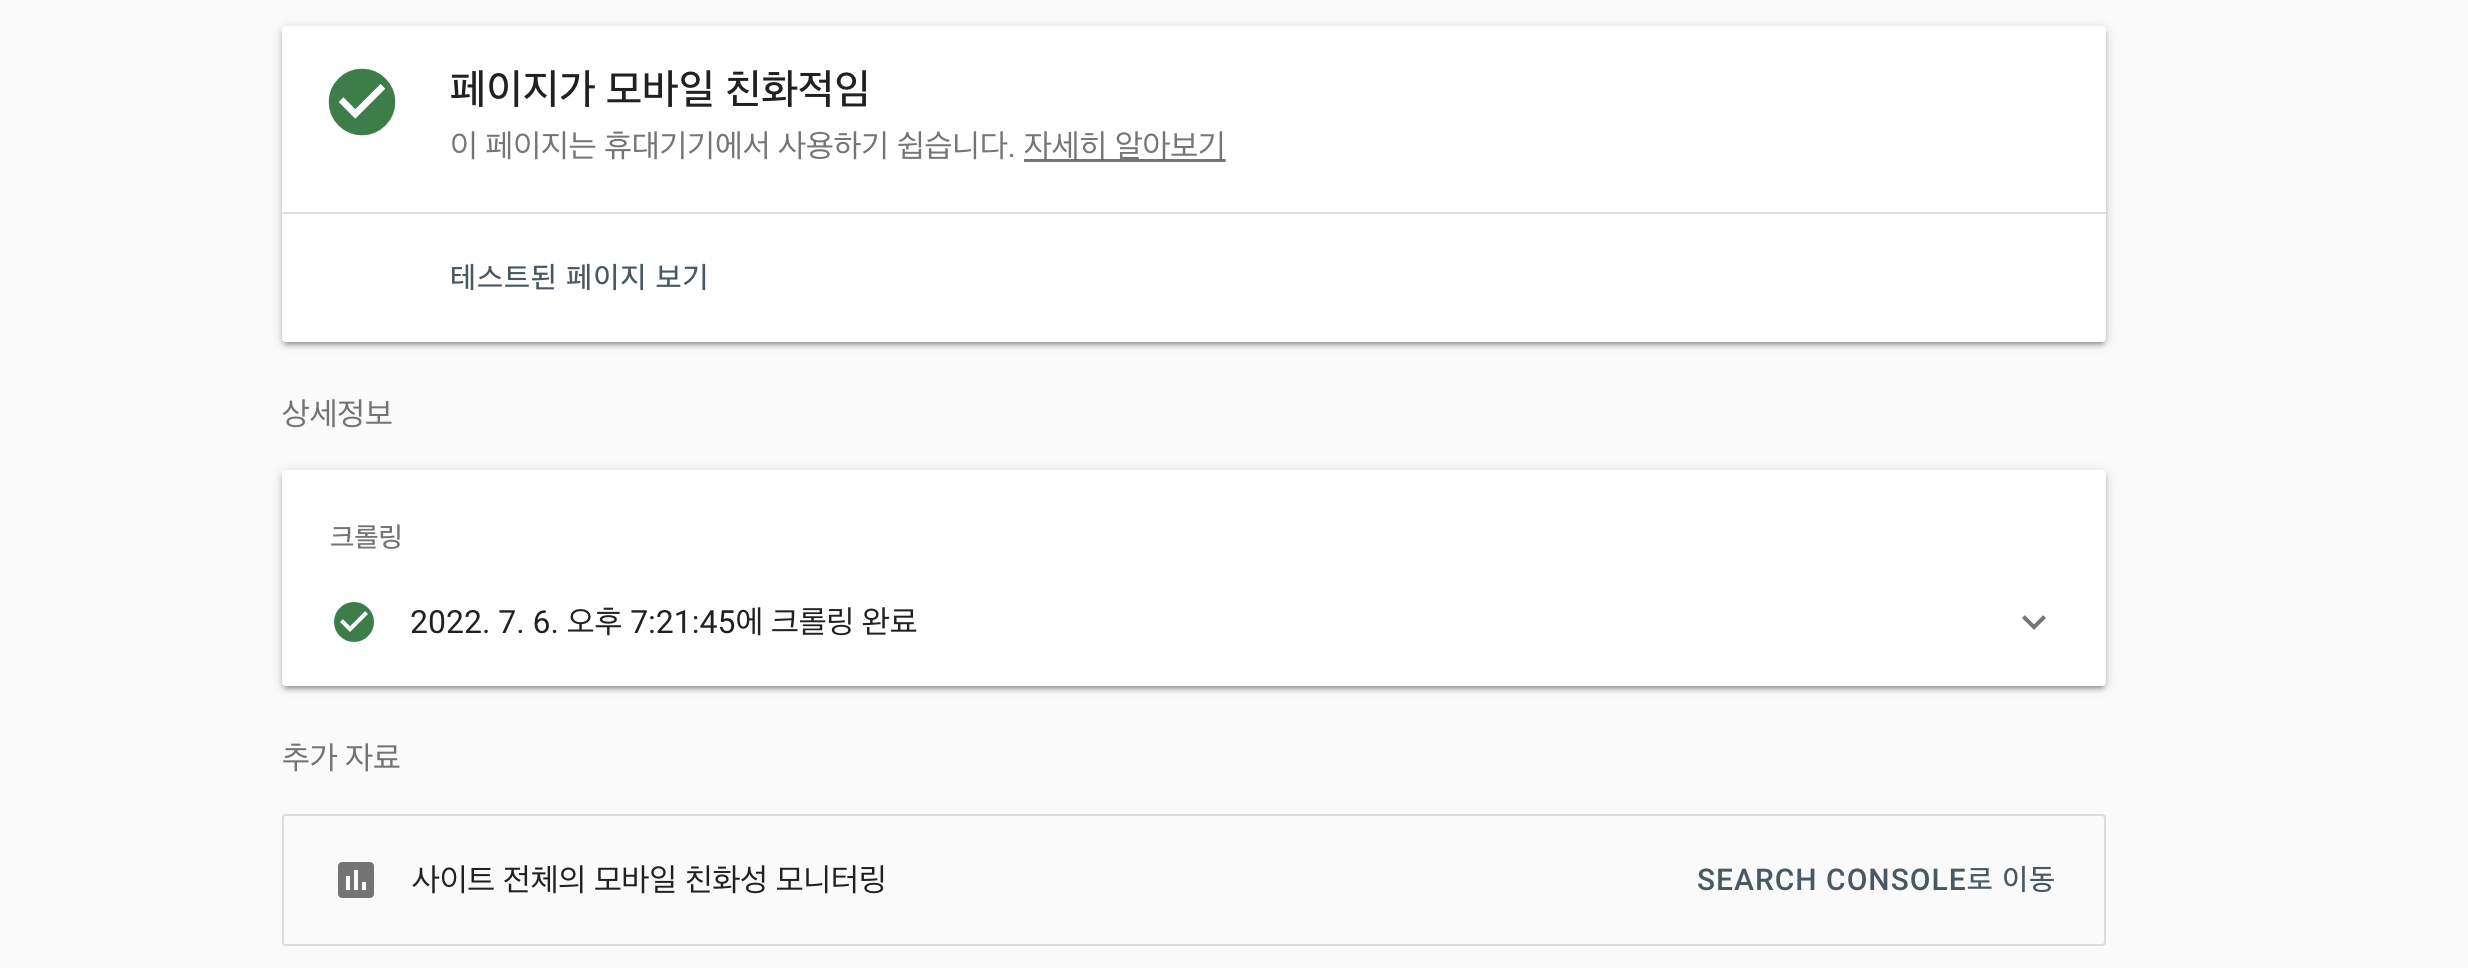 페이지가 모바일 친화적임
이 페이지는 휴대기기에서 사용하기 쉽습니다. 자세히 알아보기
테스트된 페이지 보기
상세정보
크롤링
2022. 7. 6. 오후 7:21:45에 크롤링 완료
추가 자료
사이트 전체의 모바일 친화성 모니터링
SEARCH CONSOLE로 이동